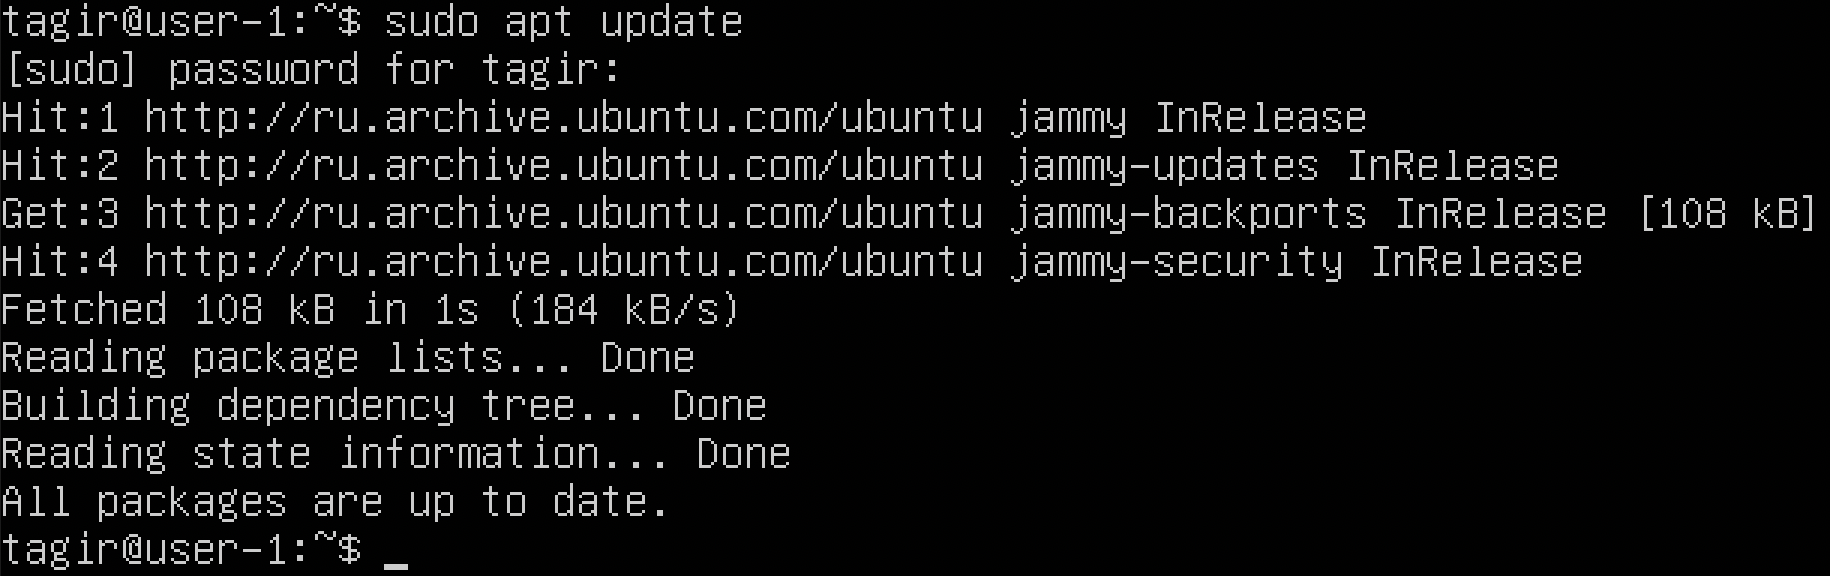 tagir@user-1:~$ sudo apt update
[sudo] password for tagir:
Hit:1 http://ru.archive.ubuntu.com/ubuntu jammy InRelease
Hit:2 http://ru.archive.ubuntu.com/ubuntu jammy-updates InRelease
Get:3 http://ru.archive.ubuntu.com/ubuntu jammy-backports InRelease [108 kB]
Hit:4 http://ru.archive.ubuntu.com/ubuntu jammy-security InRelease
Fetched 108 kB in 1s (184 kB/s)
Reading package lists... Done
Building dependency tree... Done
Reading state information... Done
All packages are up to date.
tagir@user-1:~$ _